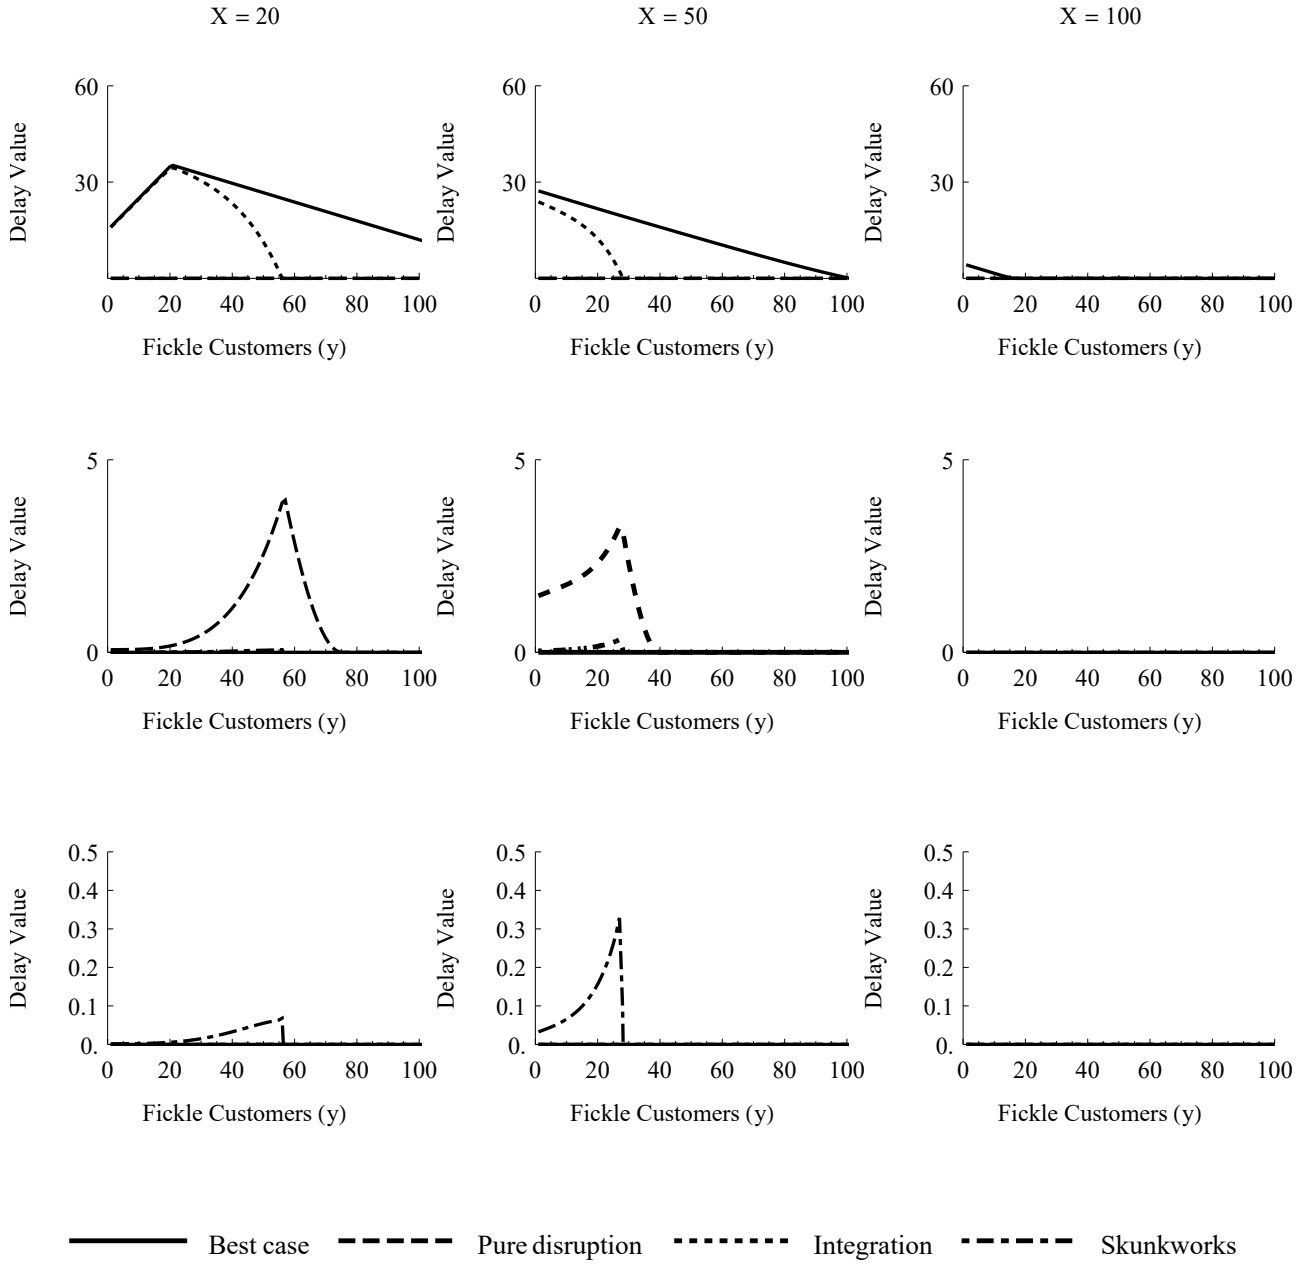 X = 20 X = 50 X = 100
60 60 60
Delay Value Delay Value Delay Value
30 30 30
0 20 40 60 80 100 0 20 40 60 80 100 0 20 40 60 80 100
Fickle Customers (y) Fickle Customers (y) Fickle Customers (y)
5 5 5
Delay Value Delay Value Delay Value
0 0 0
0 20 40 60 80 100 0 20 40 60 80 100 0 20 40 60 80 100
Fickle Customers (y) Fickle Customers (y) Fickle Customers (y)
0.5 0.5 0.5
0.4 0.4 0.4
Delay Value Delay Value Delay Value
0.3 0.3 0.3
0.2 0.2 0.2
0.1 0.1 0.1
0. 0. 0.
0 20 40 60 80 100 0 20 40 60 80 100 0 20 40 60 80 100
Fickle Customers (y) Fickle Customers (y) Fickle Customers (y)
Best case Pure disruption Integration Skunkworks